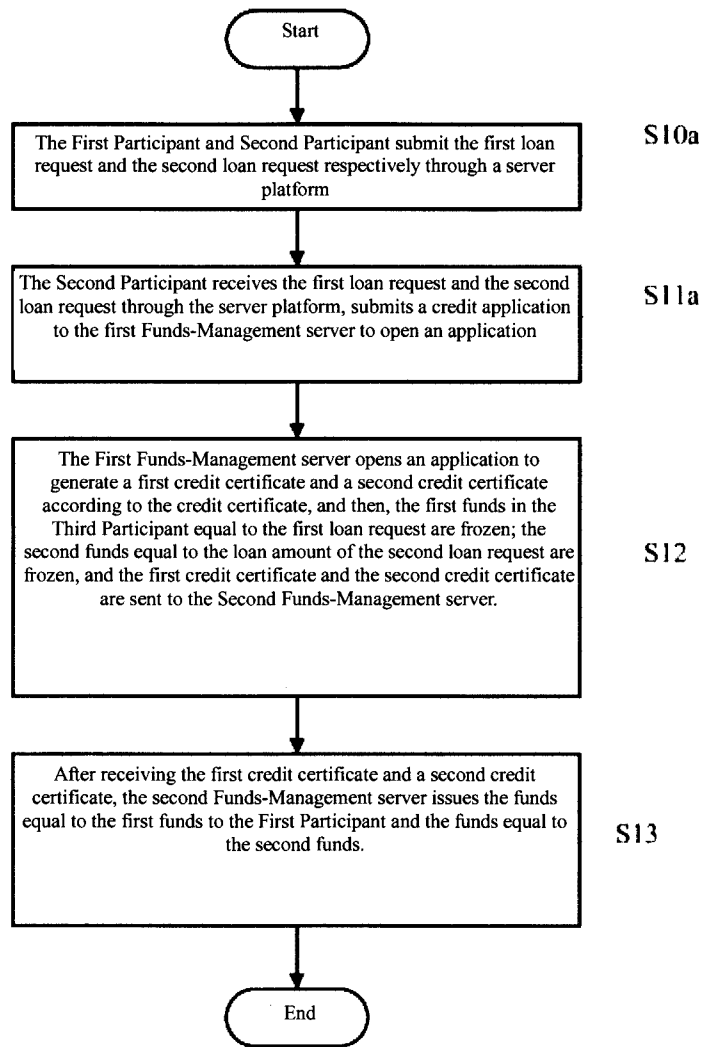 Start
The First Participant and Second Participant submit the first loan
request and the second loan request respectively through a server
platform
S10a
The Second Participant receives the first loan request and the second
loan request through the server platform, submits a credit application
to the first Funds-Management server to open an application
S11a
The First Funds-Management server opens an application to
generate a first credit certificate and a second credit certificate
according to the credit certificate, and then, the first funds in the
Third Participant equal to the first loan request are frozen; the
second funds equal to the loan amount of the second loan request are
frozen, and the first credit certificate and the second credit certificate
are sent to the Second Funds-Management server.
S12
After receiving the first credit certificate and a second credit
certificate, the second Funds-Management server issues the funds
equal to the first funds to the First Participant and the funds equal to
the second funds.
S13
End